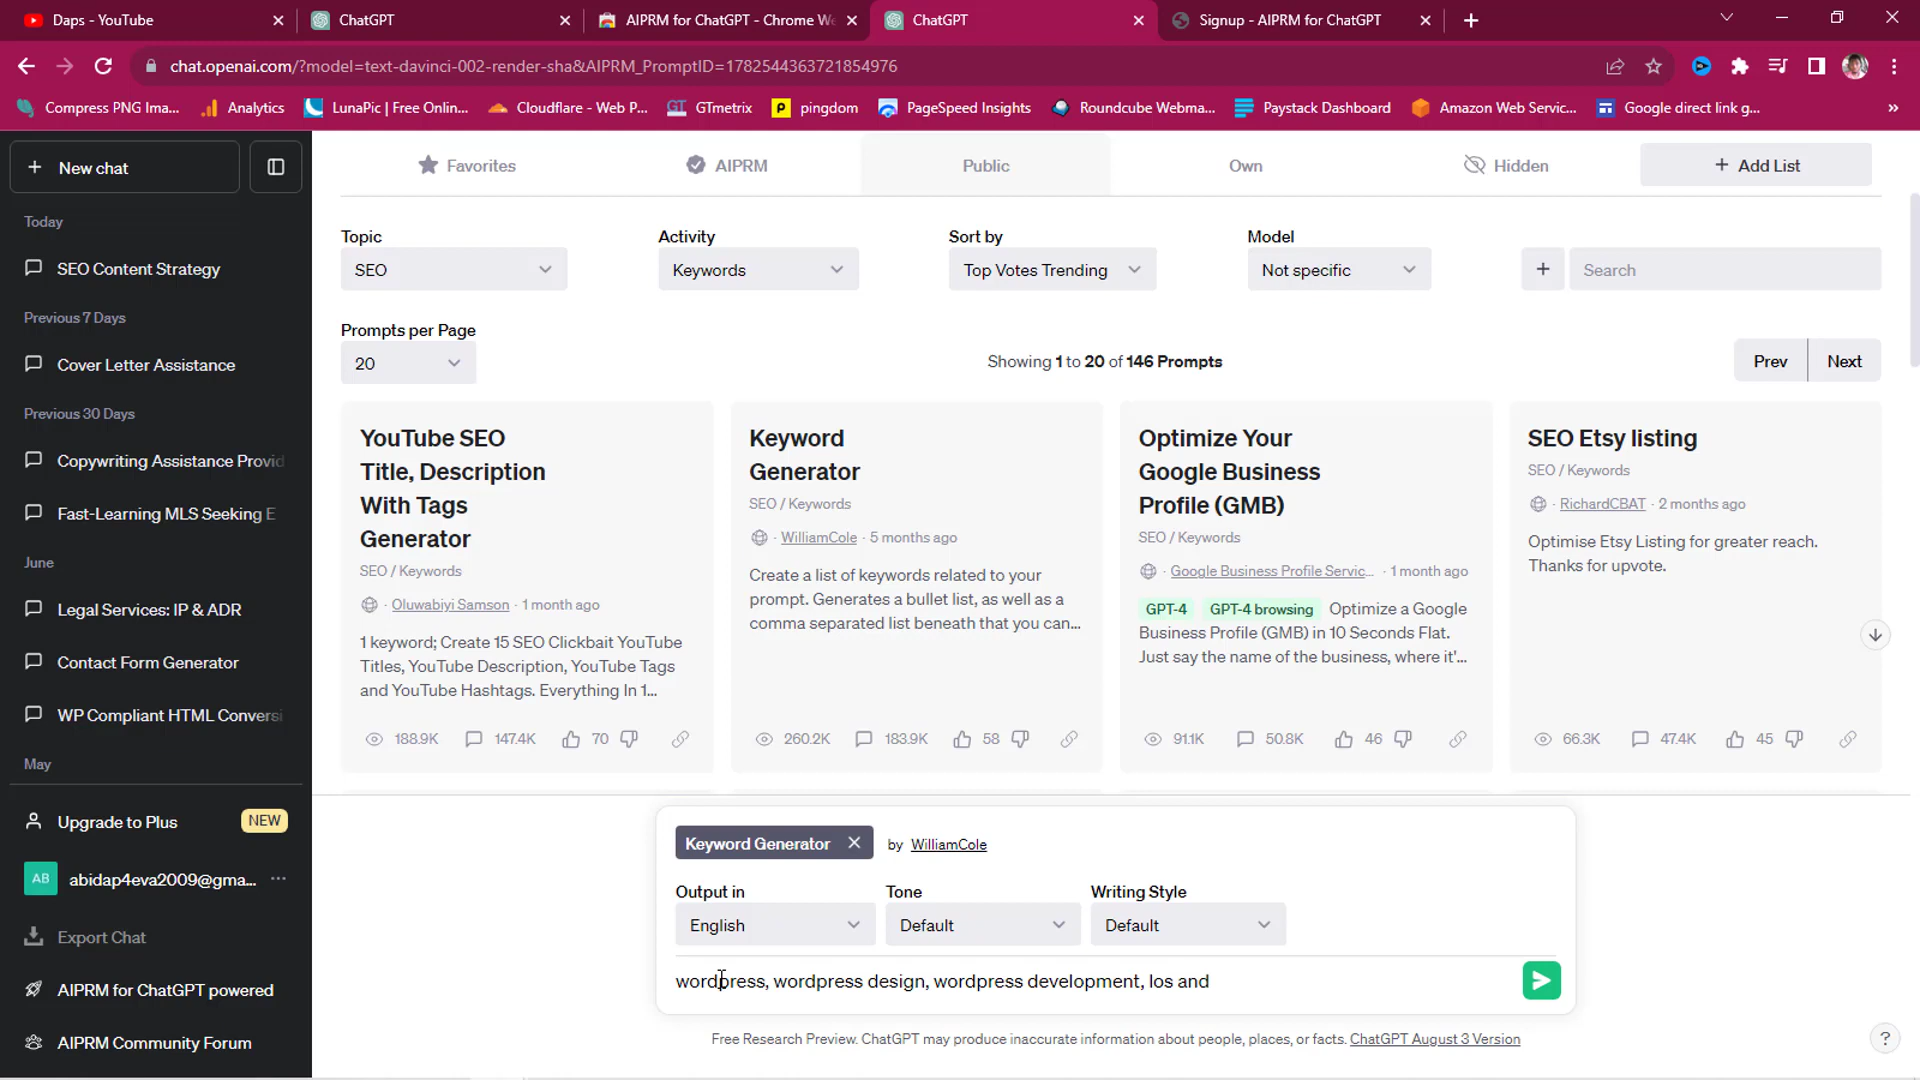 Daps - YouTube
ChatGPT
AIPRM for ChatGPT - Chrome We
ChatGPT
Signup - AIPRM for ChatGPT
chat.openai.com/?model=text-davinci-002-render-sha&AIPRM_PromptID=1782544363721854976
Compress PNG Ima...
Analytics
LunaPic | Free Onlin...
Cloudflare - Web P...
GT GTmetrix
pingdom
PageSpeed Insights
Roundcube Webma...
Paystack Dashboard
Amazon Web Servic...
Google direct link g...
New chat
Favorites
AIPRM
Public
Own
Hidden
+ Add List
Today
SEO Content Strategy
Previous 7 Days
Cover Letter Assistance
Previous 30 Days
Copywriting Assistance Provid
Fast-Learning MLS Seeking E
June
Legal Services: IP & ADR
Contact Form Generator
WP Compliant HTML Conversi
May
Upgrade to Plus NEW
AB abidap4eva2009@gma... ...
Export Chat
AIPRM for ChatGPT powered
AIPRM Community Forum
Topic
SEO
Activity
Keywords
Sort by
Top Votes Trending
Model
Not specific
+
Search
Prompts per Page
20
Showing 1 to 20 of 146 Prompts
Prev
Next
YouTube SEO
Title, Description
With Tags
Generator
SEO / Keywords
· Oluwabiyi Samson · 1 month ago
1 keyword; Create 15 SEO Clickbait YouTube
Titles, YouTube Description, YouTube Tags
and YouTube Hashtags. Everything In 1...
188.9K 147.4K 70
Keyword
Generator
SEO / Keywords
· WilliamCole · 5 months ago
Create a list of keywords related to your
prompt. Generates a bullet list, as well as a
comma separated list beneath that you can...
260.2K 183.9K 58
Optimize Your
Google Business
Profile (GMB)
SEO / Keywords
· Google Business Profile Servic... · 1 month ago
GPT-4 GPT-4 browsing Optimize a Google
Business Profile (GMB) in 10 Seconds Flat.
Just say the name of the business, where it'...
91.1K 50.8K 46
SEO Etsy listing
SEO / Keywords
· RichardCBAT · 2 months ago
Optimise Etsy Listing for greater reach.
Thanks for upvote.
66.3K 47.4K 45
Keyword Generator by WilliamCole
Output in
English
Tone
Default
Writing Style
Default
wordpress, wordpress design, wordpress development, los and
Free Research Preview. ChatGPT may produce inaccurate information about people, places, or facts. ChatGPT August 3 Version
?